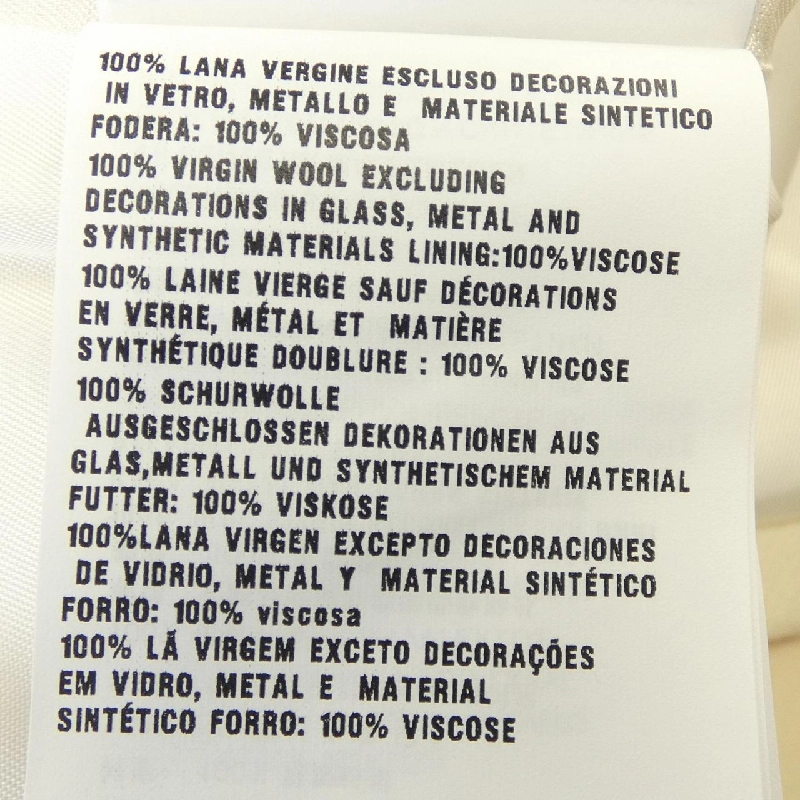 100% LANA VERGINE ESCLUSO DECORAZIONI
IN VETRO, METALLO E MATERIALE SINTETICO
FODERA: 100% VISCOSA
100% VIRGIN WOOL EXCLUDING
DECORATIONS IN GLASS, METAL AND
SYNTHETIC MATERIALS LINING:100%VISCOSE
100% LAINE VIERGE SAUF DÉCORATIONS
EN VERRE, MÉTAL ET MATIÈRE
SYNTHÉTIQUE DOUBLURE : 100% VISCOSE
100% SCHURWOLLE
AUSGESCHLOSSEN DEKORATIONEN AUS
GLAS,METALL UND SYNTHETISCHEM MATERIAL
FUTTER: 100% VISKOSE
100%LANA VIRGEN EXCEPTO DECORACIONES
DE VIDRIO, METAL Y MATERIAL SINTÉTICO
FORRO: 100% viscosa
100% LÃ VIRGEM EXCETO DECORAÇÕES
EM VIDRO, METAL E MATERIAL
SINTÉTICO FORRO: 100% VISCOSE